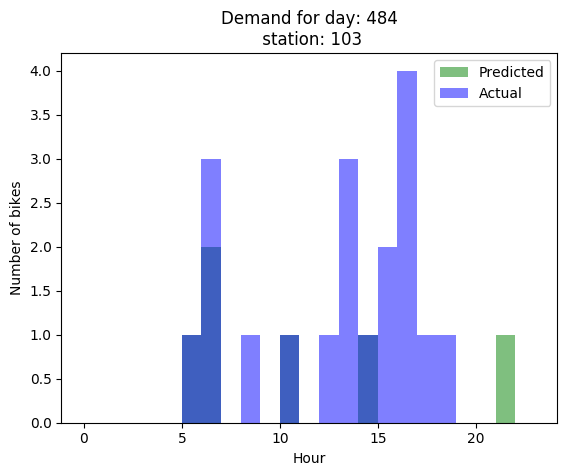 Demand for day: 484
station: 103
Predicted
Actual
4.0
3.5
3.0
2.5
2.0
1.5
1.0
0.5
0.0
Number of bikes
0 5 10 15 20
Hour